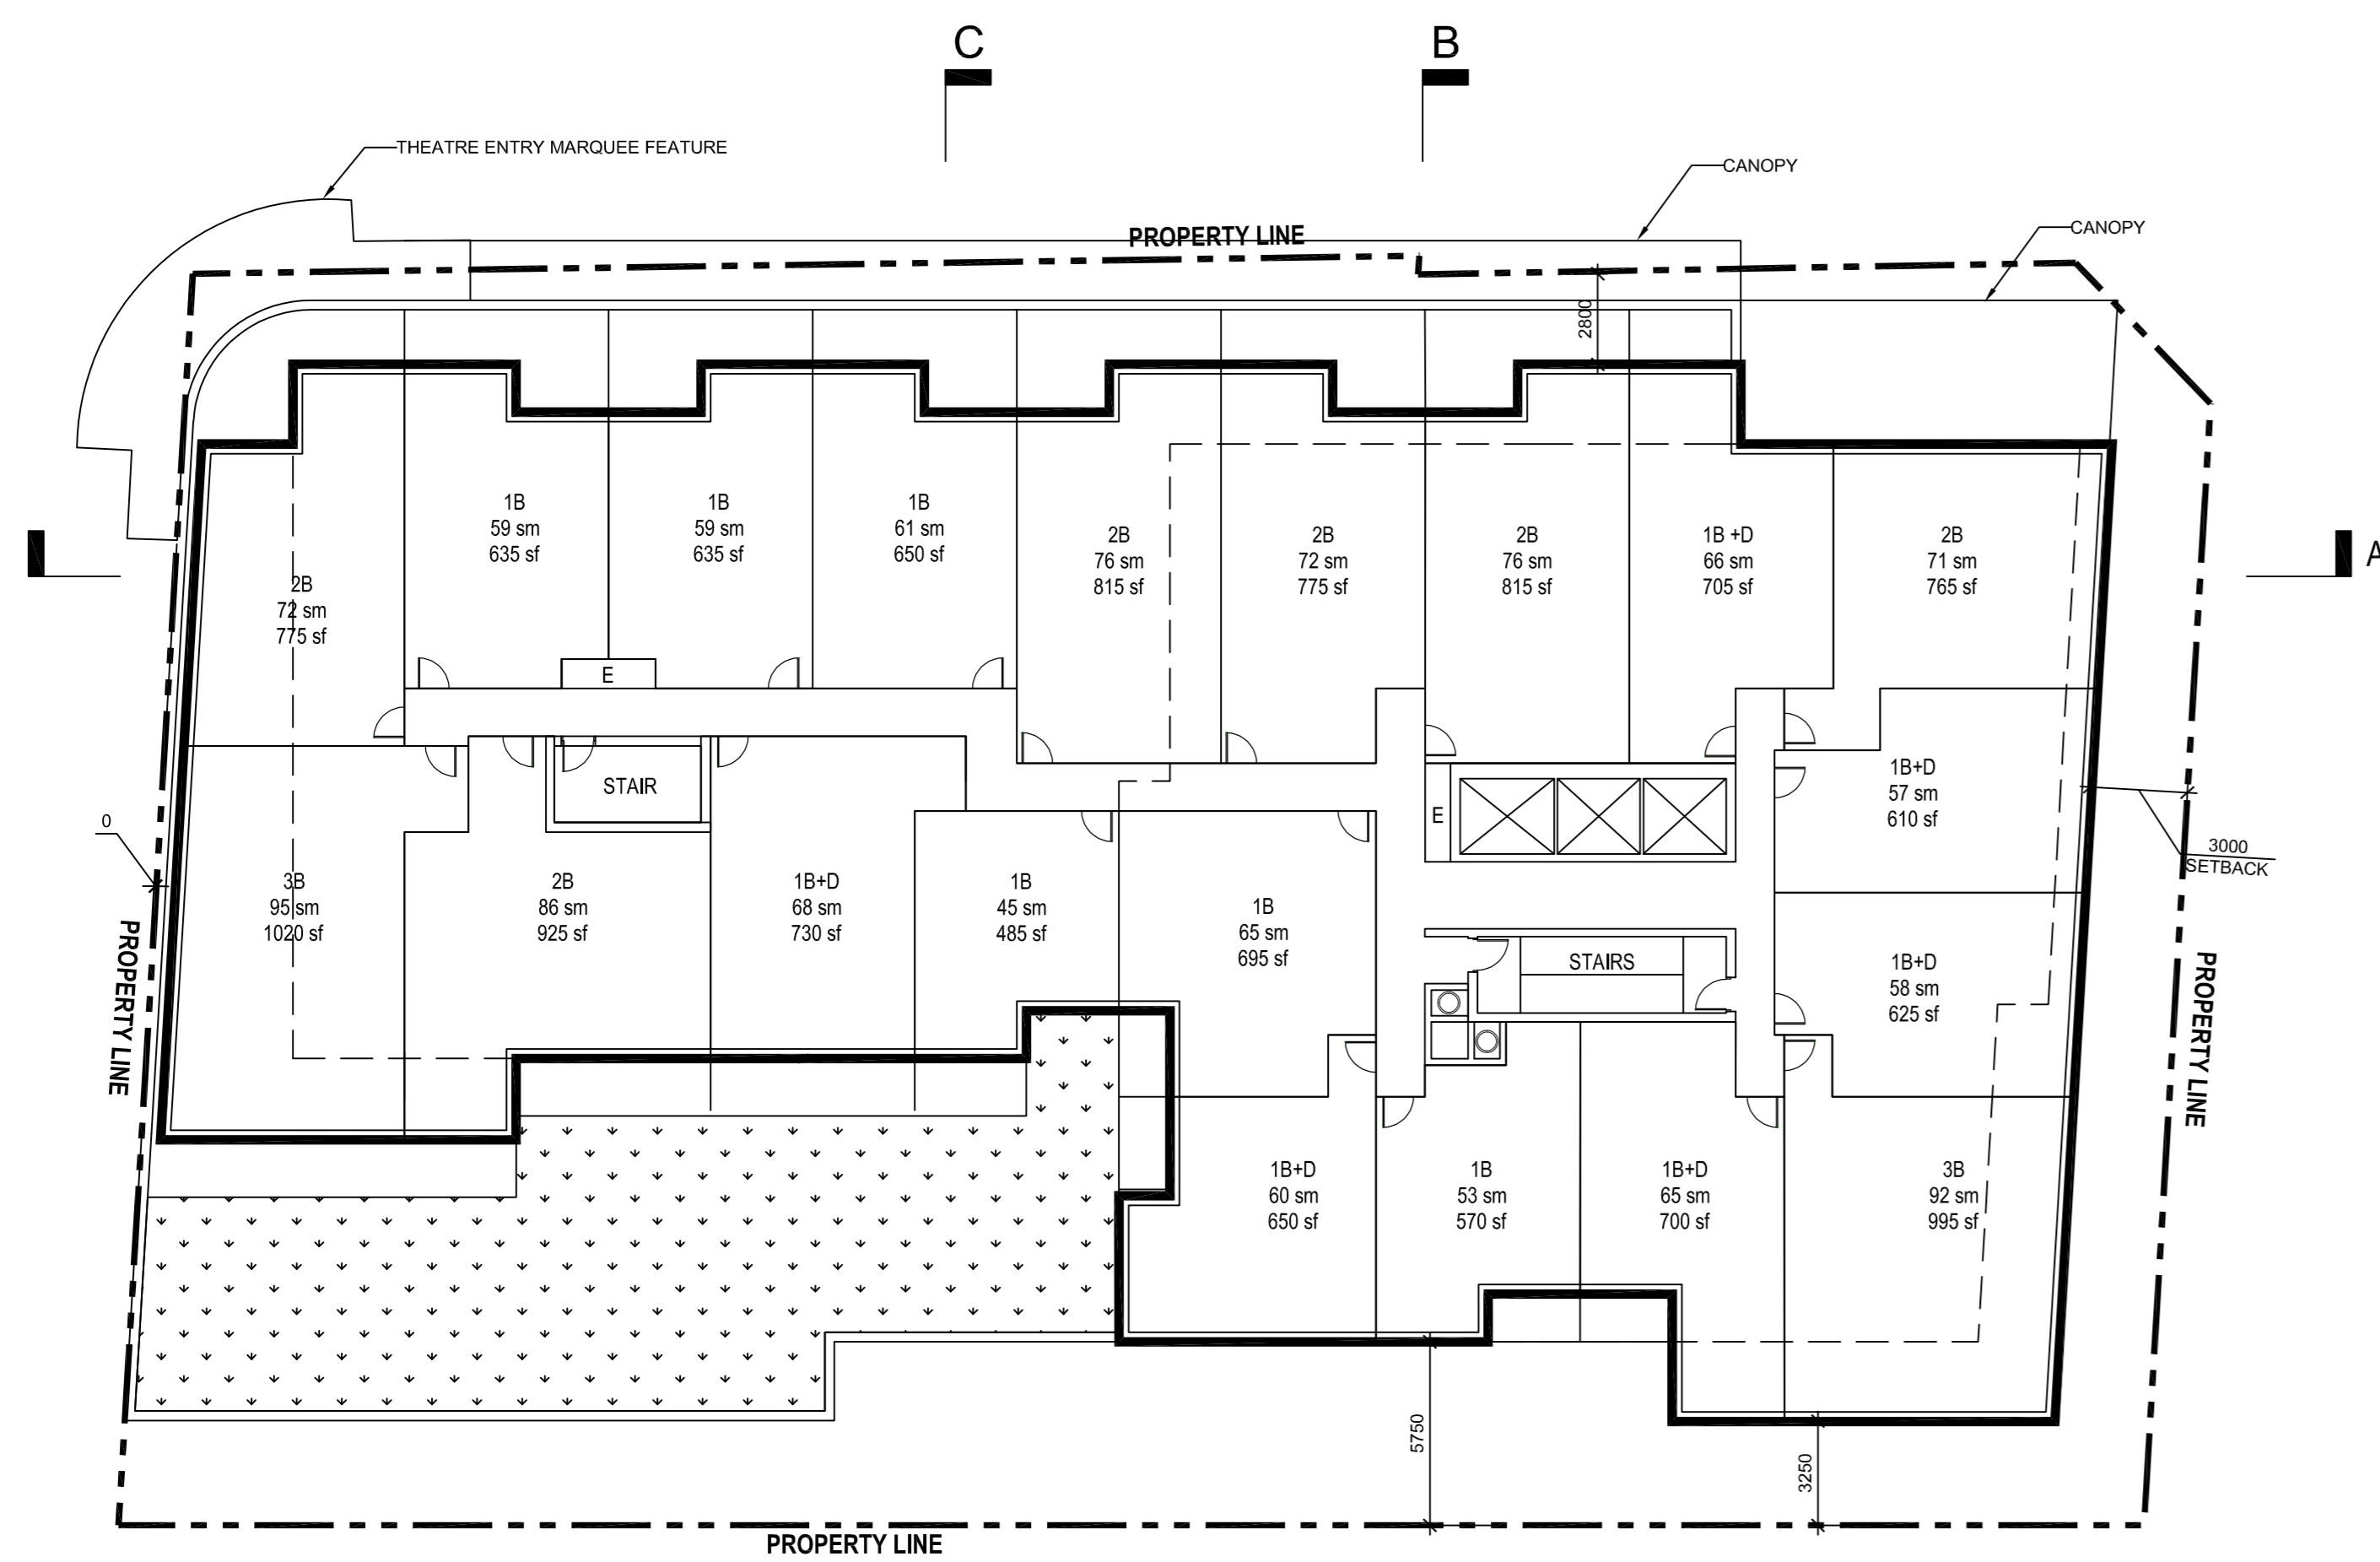 C
B
THEATRE ENTRY MARQUEE FEATURE
CANOPY
CANOPY
PROPERTY LINE
2800
1B
59 sm
635 sf
1B
59 sm
635 sf
1B
61 sm
650 sf
2B
76 sm
815 sf
2B
72 sm
775 sf
2B
76 sm
815 sf
1B +D
66 sm
705 sf
2B
71 sm
765 sf
A
2B
72 sm
775 sf
E
STAIR
E
1B+D
57 sm
610 sf
0
3000
SETBACK
3B
95 sm
1020 sf
2B
86 sm
925 sf
1B+D
68 sm
730 sf
1B
45 sm
485 sf
1B
65 sm
695 sf
STAIRS
1B+D
58 sm
625 sf
PROPERTY LINE
PROPERTY LINE
1B+D
60 sm
650 sf
1B
53 sm
570 sf
1B+D
65 sm
700 sf
3B
92 sm
995 sf
5750
3250
PROPERTY LINE